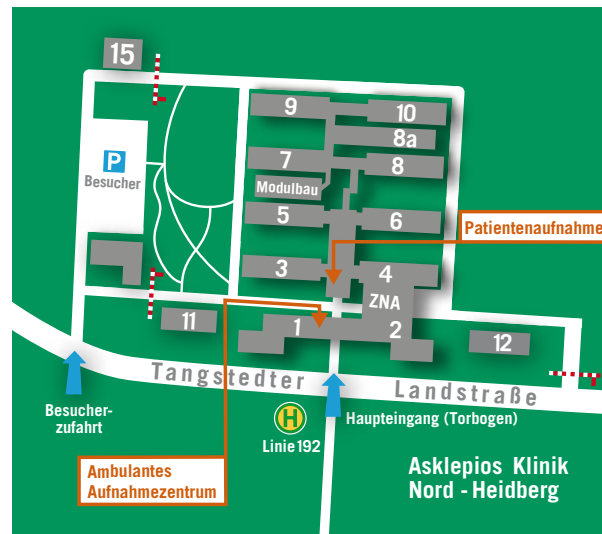 15
9
10
8a
P
Besucher
7
8
Modulbau
5
6
Patientenaufnahme
3
4
ZNA
11
1
2
12
Tangstedter Landstraße
Besucher-
zufahrt
H
Linie 192
Haupteingang (Torbogen)
Ambulantes
Aufnahmezentrum
Asklepios Klinik
Nord - Heidberg